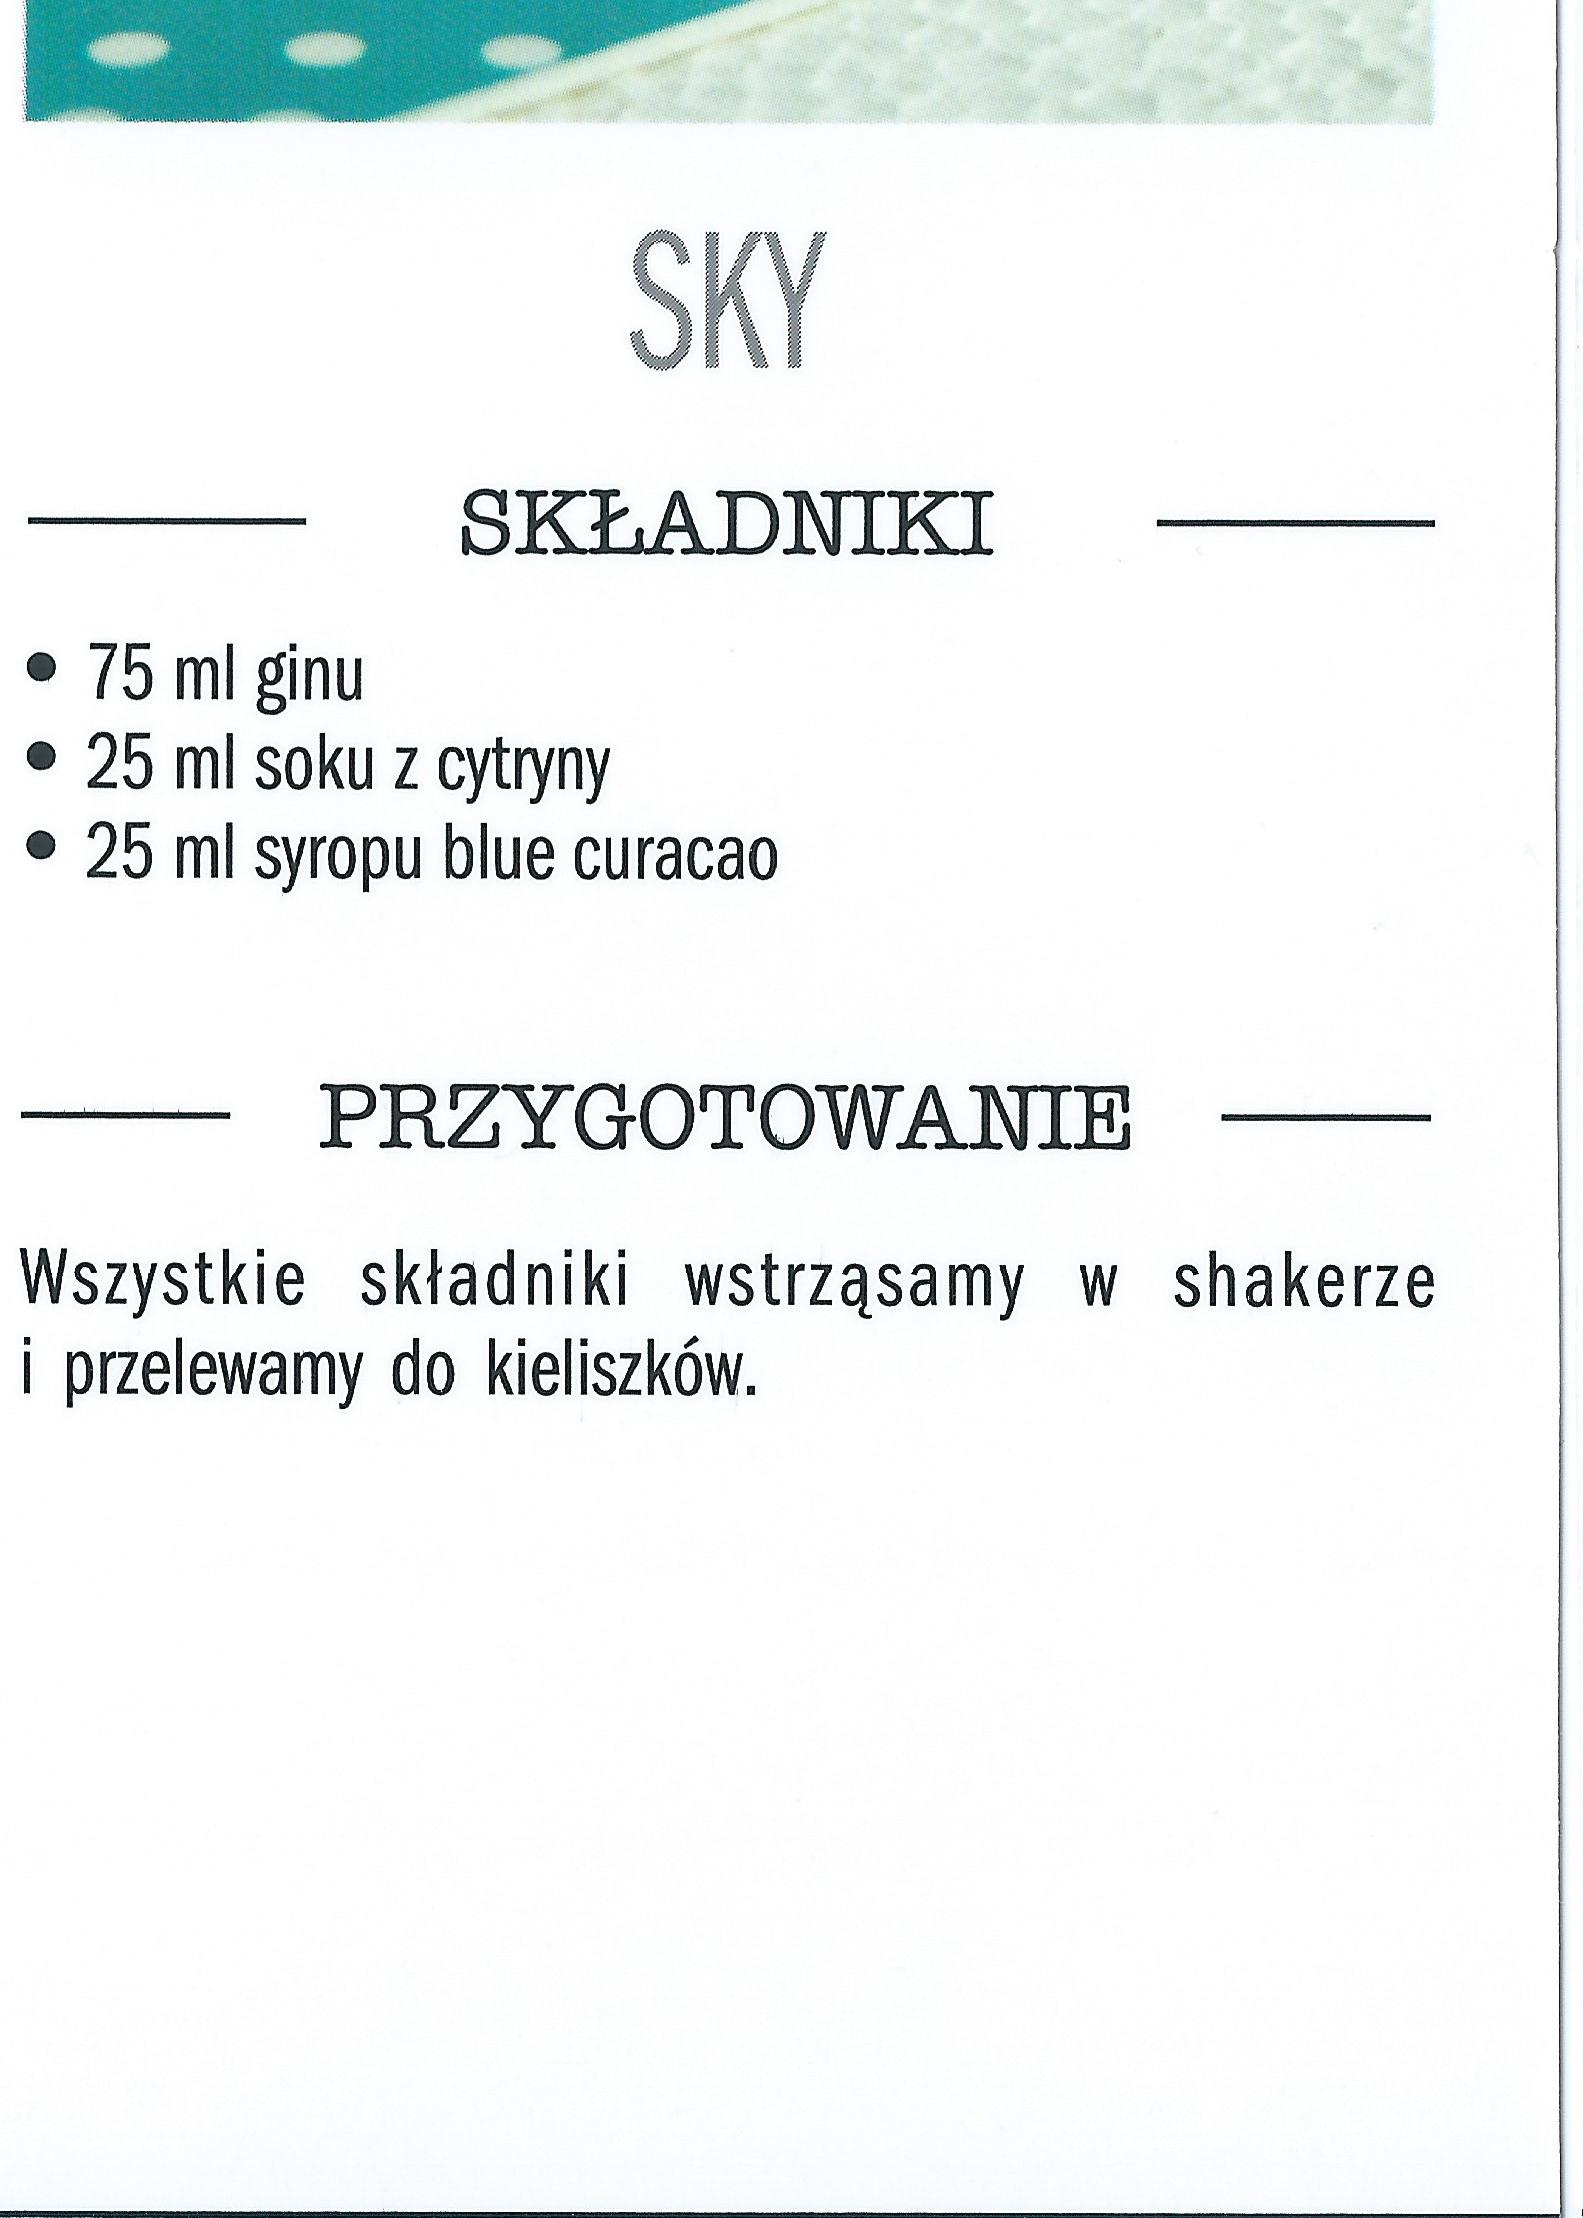 SKY
SKŁADNIKI
• 75 ml ginu
• 25 ml soku z cytryny
• 25 ml syropu blue curacao
PRZYGOTOWANIE
Wszystkie składniki wstrząsamy w shakerze
i przelewamy do kieliszków.